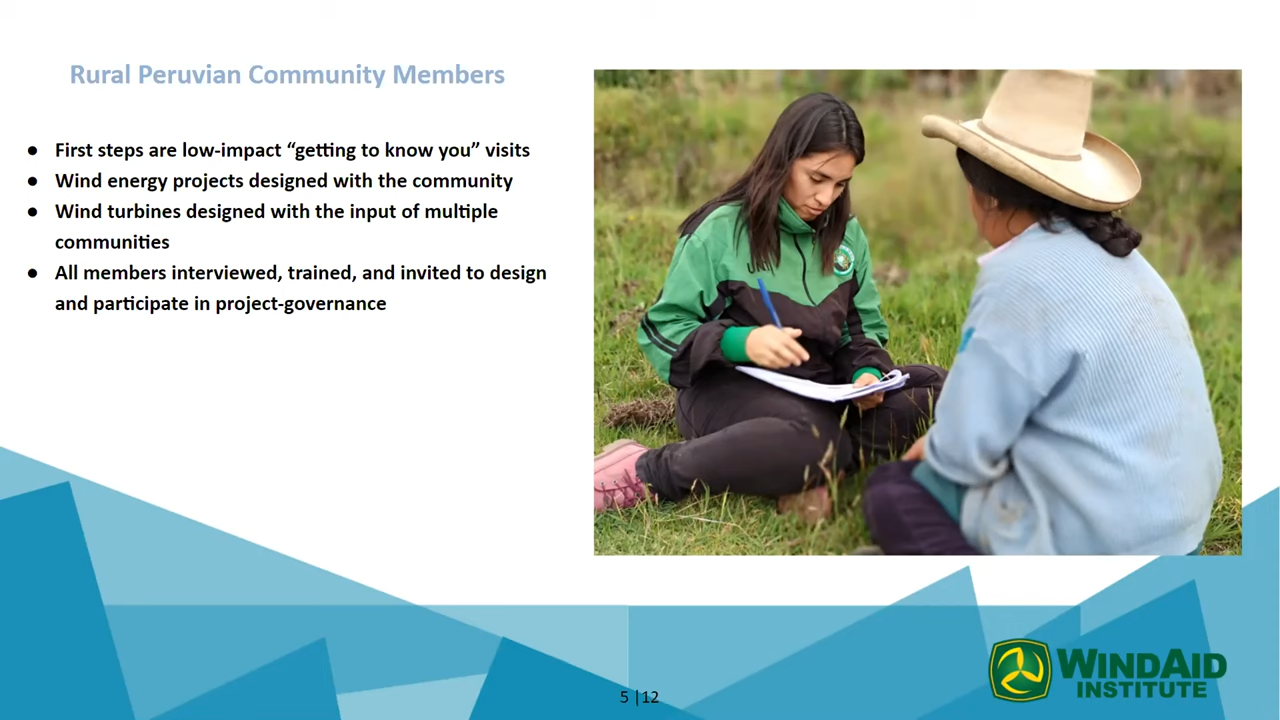 Rural Peruvian Community Members
● First steps are low-impact “getting to know you” visits
● Wind energy projects designed with the community
● Wind turbines designed with the input of multiple
communities
● All members interviewed, trained, and invited to design
and participate in project-governance
WINDAID
INSTITUTE
5 |12